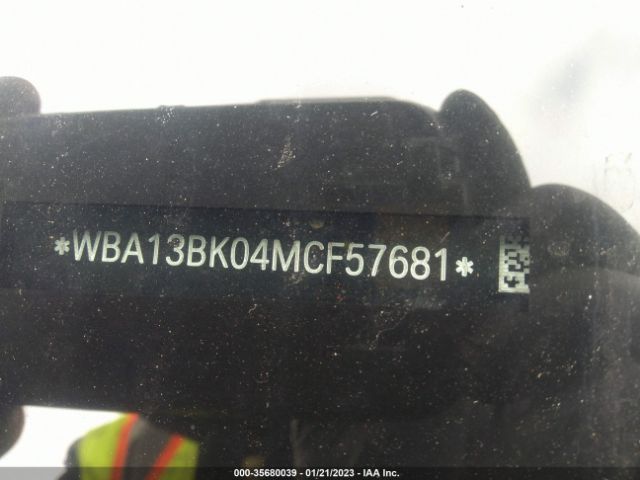 *WBA13BK04MCF57681*
000-35680039 - 01/21/2023 - IAA Inc.